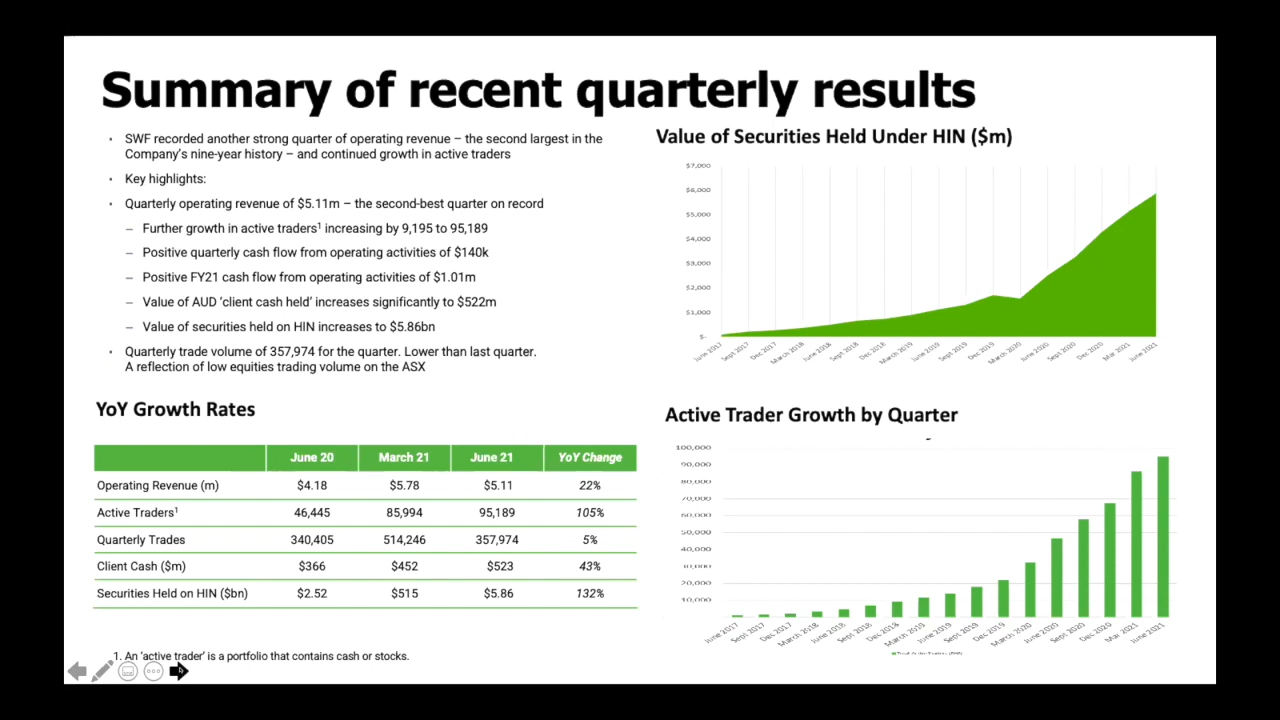 Summary of recent quarterly results
• SWF recorded another strong quarter of operating revenue – the second largest in the
Company's nine-year history – and continued growth in active traders
• Key highlights:
• Quarterly operating revenue of $5.11m – the second-best quarter on record
– Further growth in active traders¹ increasing by 9,195 to 95,189
– Positive quarterly cash flow from operating activities of $140k
– Positive FY21 cash flow from operating activities of $1.01m
– Value of AUD 'client cash held' increases significantly to $522m
– Value of securities held on HIN increases to $5.86bn
• Quarterly trade volume of 357,974 for the quarter. Lower than last quarter.
A reflection of low equities trading volume on the ASX
YoY Growth Rates
June 20 March 21 June 21 YoY Change
Operating Revenue (m) $4.18 $5.78 $5.11 22%
Active Traders¹ 46,445 85,994 95,189 105%
Quarterly Trades 340,405 514,246 357,974 5%
Client Cash ($m) $366 $452 $523 43%
Securities Held on HIN ($bn) $2.52 $515 $5.86 132%
1. An 'active trader' is a portfolio that contains cash or stocks.
Value of Securities Held Under HIN ($m)
$7,000
$6,000
$5,000
$4,000
$3,000
$2,000
$1,000
$-
June 2017 Sept 2017 Dec 2017 March 2018 June 2018 Sept 2018 Dec 2018 March 2019 June 2019 Sept 2019 Dec 2019 March 2020 June 2020 Sept 2020 Dec 2020 Mar 2021 June 2021
Active Trader Growth by Quarter
100,000
90,000
80,000
70,000
60,000
50,000
40,000
30,000
20,000
10,000
June 2017 Sept 2017 Dec 2017 March 2018 June 2018 Sept 2018 Dec 2018 March 2019 June 2019 Sept 2019 Dec 2019 March 2020 June 2020 Sept 2020 Dec 2020 Mar 2021 June 2021